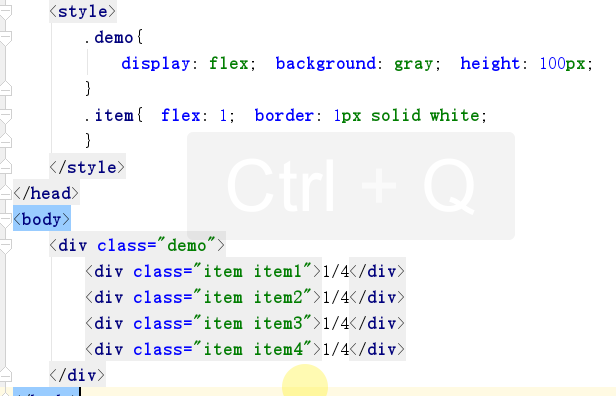 <style>
.demo{
display: flex; background: gray; height: 100px;
}
.item{ flex: 1; border: 1px solid white;
}
</style>
Ctrl + Q
</head>
<body>
<div class="demo">
<div class="item item1">1/4</div>
<div class="item item2">1/4</div>
<div class="item item3">1/4</div>
<div class="item item4">1/4</div>
</div>